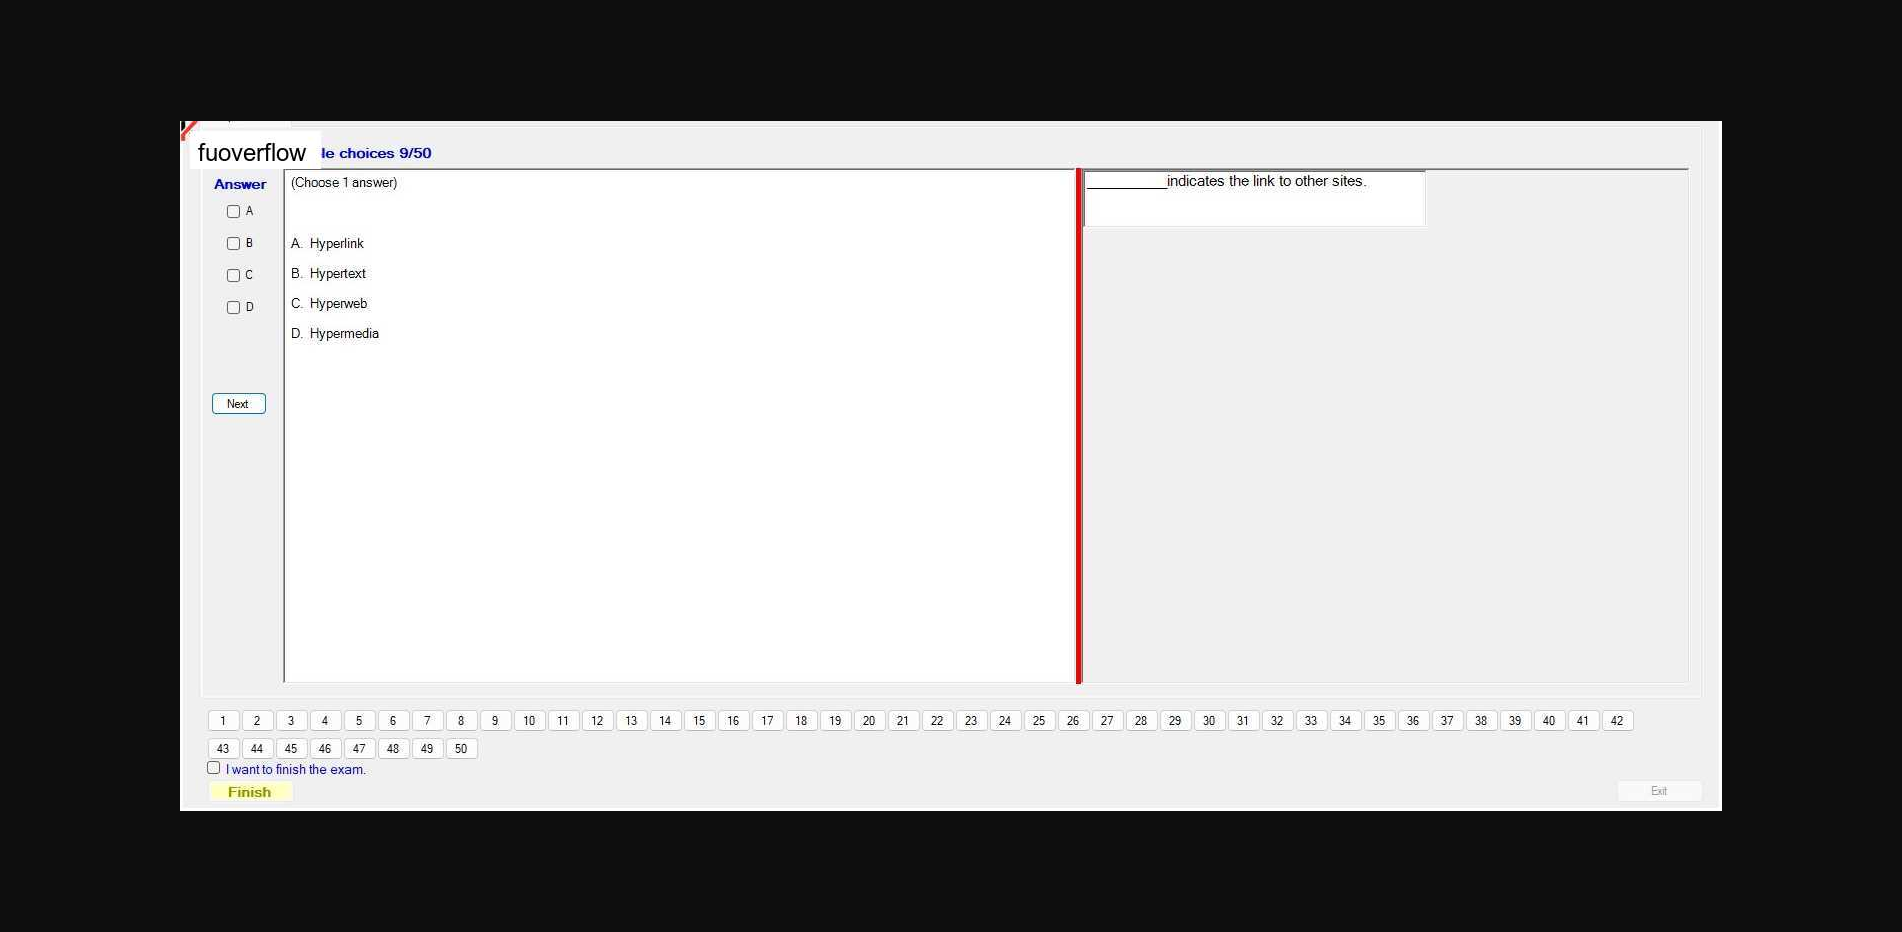 fuoverflow le choices 9/50
Answer
(Choose 1 answer)
__________indicates the link to other sites.
A
B
C
D
A. Hyperlink
B. Hypertext
C. Hyperweb
D. Hypermedia
Next
1 2 3 4 5 6 7 8 9 10 11 12 13 14 15 16 17 18 19 20 21 22 23 24 25 26 27 28 29 30 31 32 33 34 35 36 37 38 39 40 41 42
43 44 45 46 47 48 49 50
I want to finish the exam.
Finish
Exit